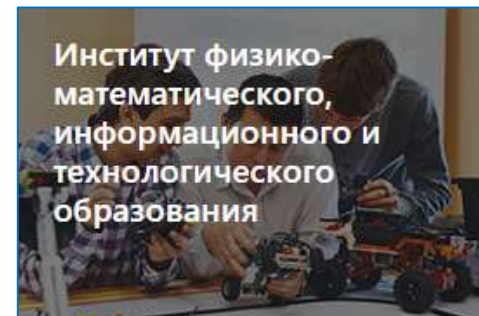 Институт физико-
математического,
информационного и
технологического
образования